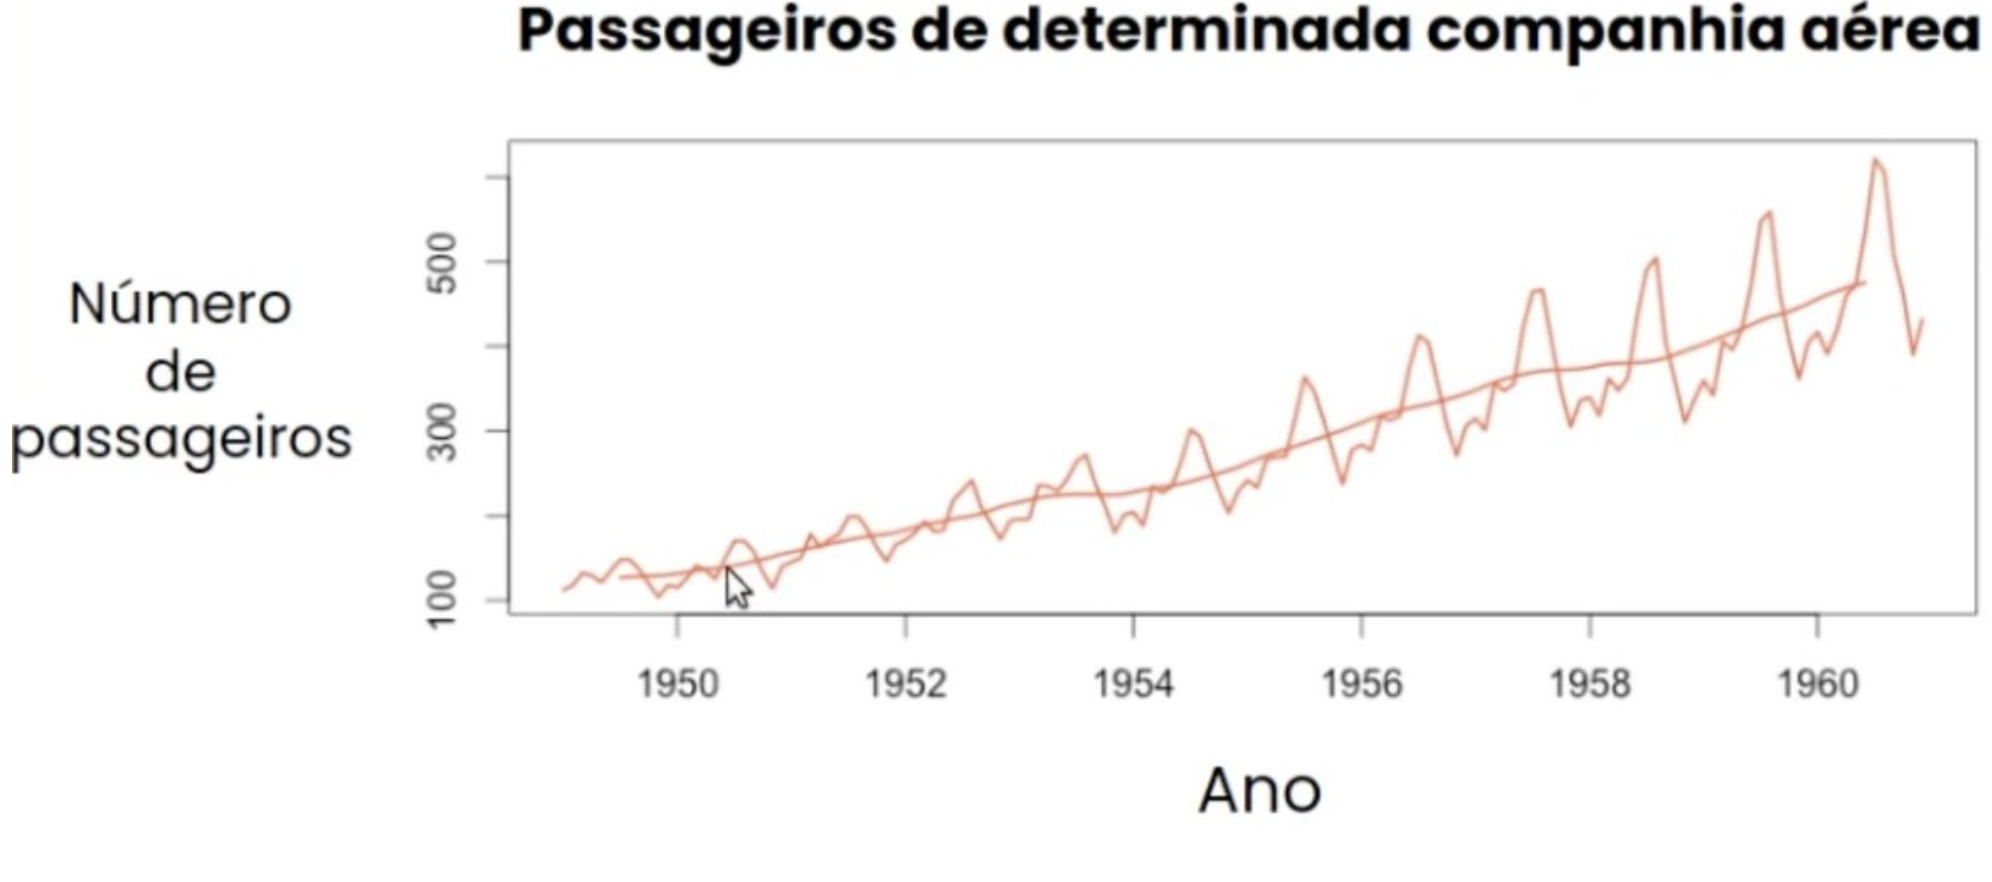 Passageiros de determinada companhia aérea
Número
de
passageiros
500
300
100
1950 1952 1954 1956 1958 1960
Ano